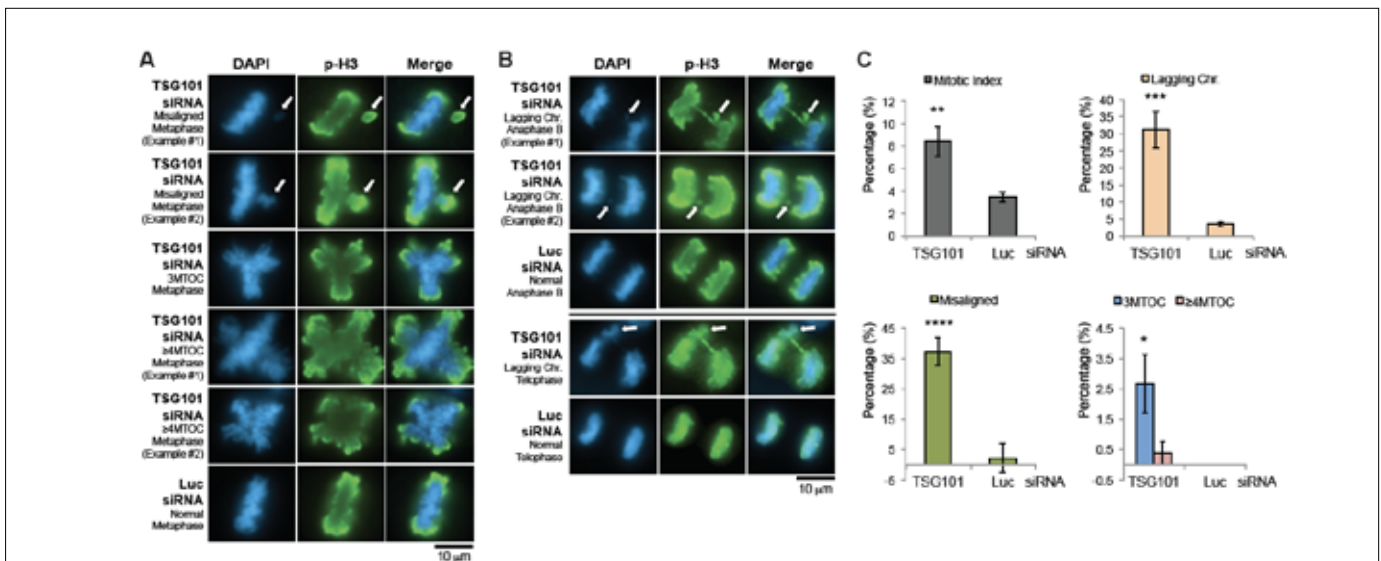 A
DAPI p-H3 Merge
TSG101
siRNA
Misaligned
Metaphase
(Example #1)
TSG101
siRNA
Misaligned
Metaphase
(Example #2)
TSG101
siRNA
3MTOC
Metaphase
TSG101
siRNA
≥4MTOC
Metaphase
(Example #1)
TSG101
siRNA
≥4MTOC
Metaphase
(Example #2)
Luc
siRNA
Normal
Metaphase
10 µm
B
DAPI p-H3 Merge
TSG101
siRNA
Lagging Chr.
Anaphase B
(Example #1)
TSG101
siRNA
Lagging Chr.
Anaphase B
(Example #2)
Luc
siRNA
Normal
Anaphase B
TSG101
siRNA
Lagging Chr.
Telophase
Luc
siRNA
Normal
Telophase
10 µm
C
Mitotic Index
Percentage (%)
12
10
8
6
4
2
0
**
TSG101 Luc siRNA
Lagging Chr.
Percentage (%)
40
35
30
25
20
15
10
5
0
***
TSG101 Luc siRNA
Misaligned
Percentage (%)
45
35
25
15
5
-5
****
TSG101 Luc siRNA
3MTOC ≥4MTOC
Percentage (%)
4.5
3.5
2.5
1.5
0.5
-0.5
*
TSG101 Luc siRNA